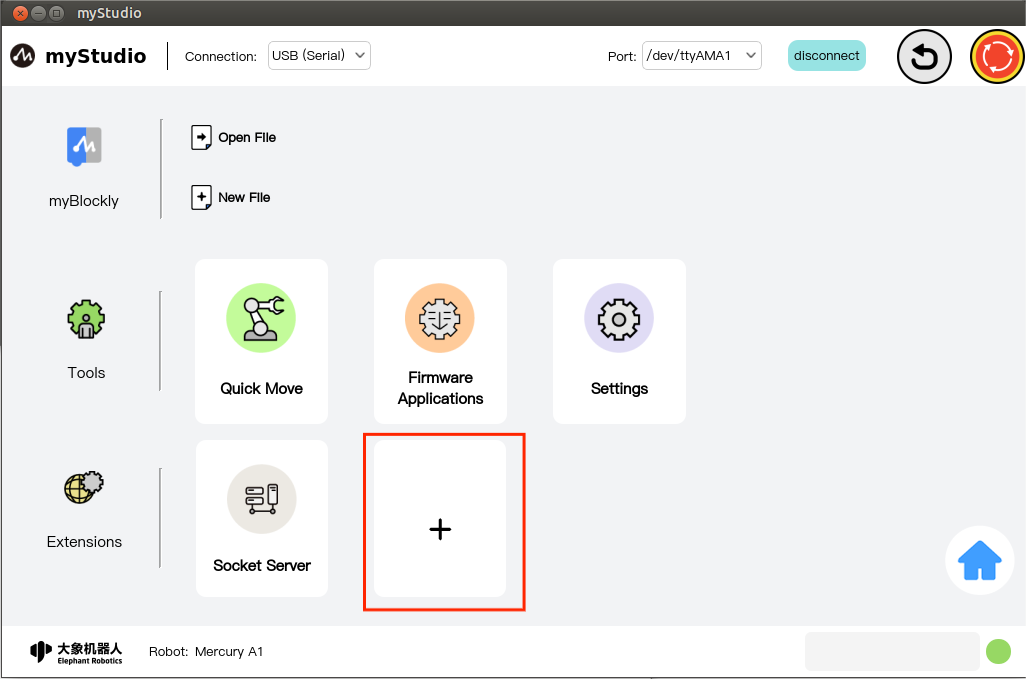 myStudio
myStudio
Connection: USB (Serial)
Port: /dev/ttyAMA1
disconnect
myBlockly
Open File
New File
Tools
Quick Move
Firmware
Applications
Settings
Extensions
Socket Server
+
大象机器人
Elephant Robotics
Robot: Mercury A1